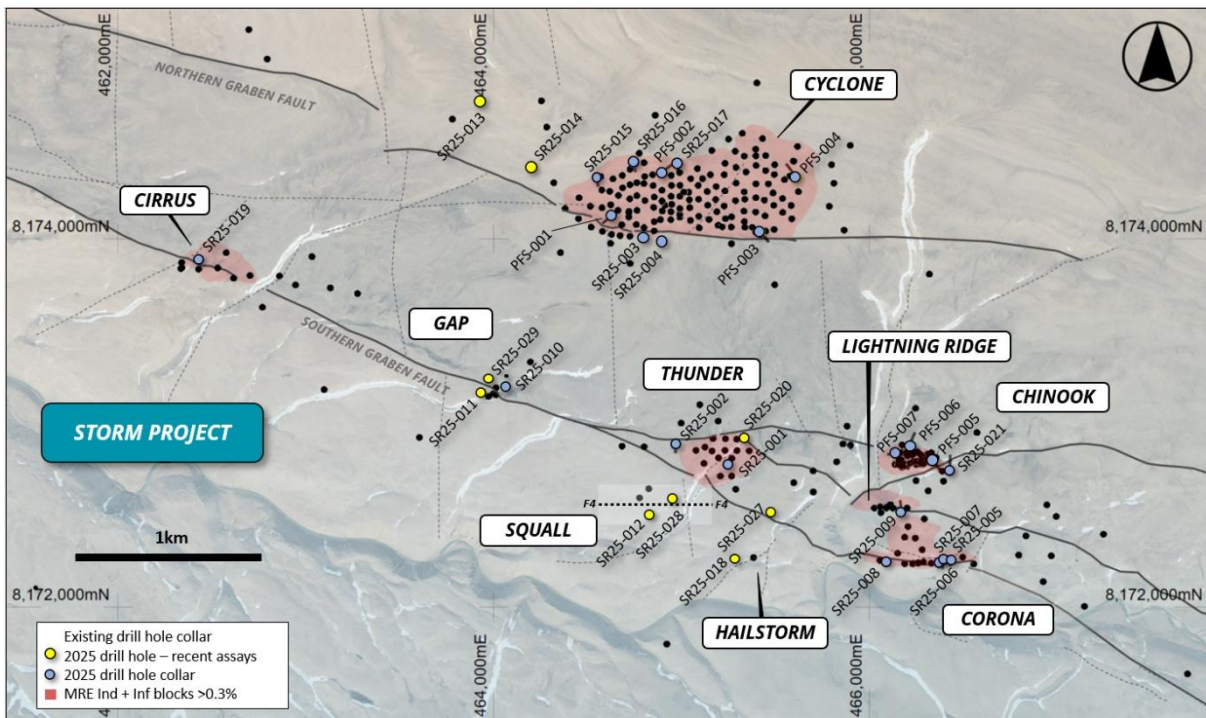 462,000mE
464,000mE
,000mE
NORTHERN GRABEN FAULT
CYCLONE
SR25-013
SR25-014
SR25-015
SR25-016
PFS-002
SR25-017
PFS-004
CIRRUS
SR25-019
8,174,000mN
8,174,000mN
PFS-001
SR25-003
SR25-004
PFS-003
GAP
SOUTHERN GRABEN FAULT
SR25-029
SR25-010
SR25-011
LIGHTNING RIDGE
THUNDER
CHINOOK
SR25-002
SR25-020
SR25-001
PFS-007
PFS-006
PFS-005
SR25-021
STORM PROJECT
F4
F4
SQUALL
SR25-012
SR25-028
SR25-027
SR25-018
SR25-009
SR25-007
SR25-005
SR25-008
SR25-006
1km
8,172,000mN
8,172,000mN
HAILSTORM
CORONA
Existing drill hole collar
2025 drill hole – recent assays
2025 drill hole collar
MRE Ind + Inf blocks >0.3%
464,000mE
466,000mE